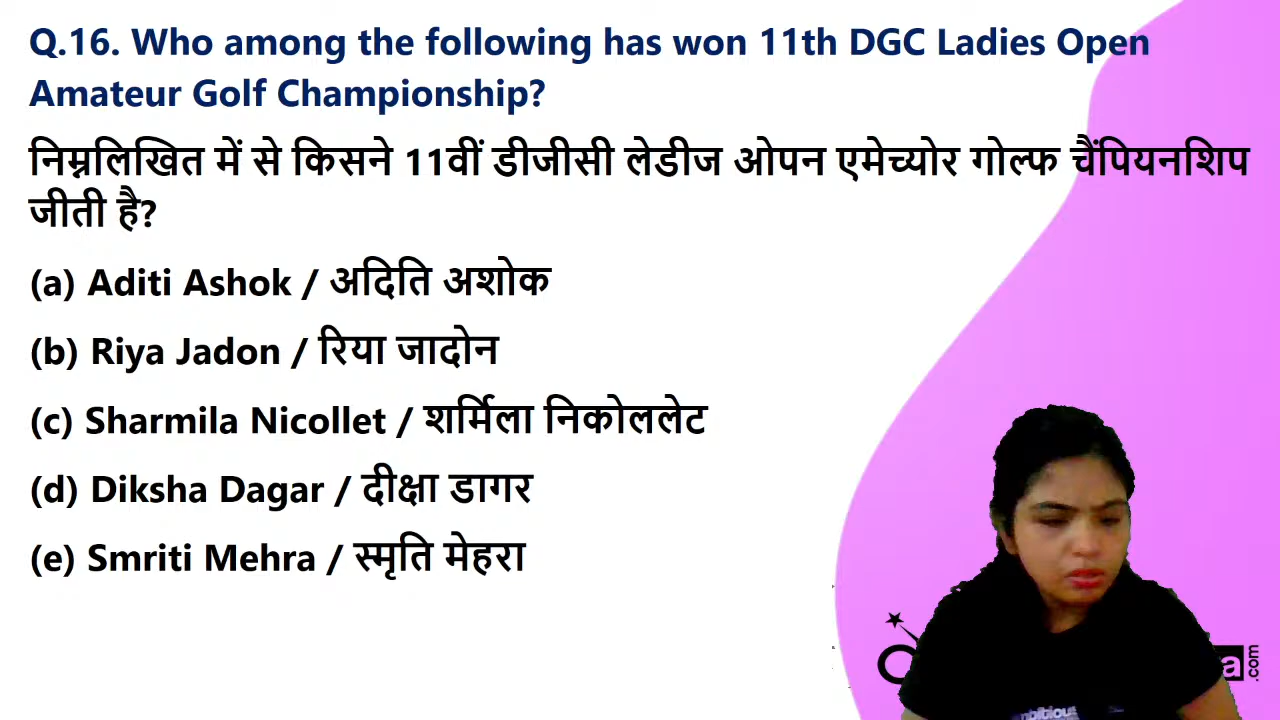 Q.16. Who among the following has won 11th DGC Ladies Open
Amateur Golf Championship?
निम्नलिखित में से किसने 11वीं डीजीसी लेडीज ओपन एमेच्योर गोल्फ चैंपियनशिप
जीती है?
(a) Aditi Ashok / अदिति अशोक
(b) Riya Jadon / रिया जादोन
(c) Sharmila Nicollet / शर्मिला निकोललेट
(d) Diksha Dagar / दीक्षा डागर
(e) Smriti Mehra / स्मृति मेहरा
.com